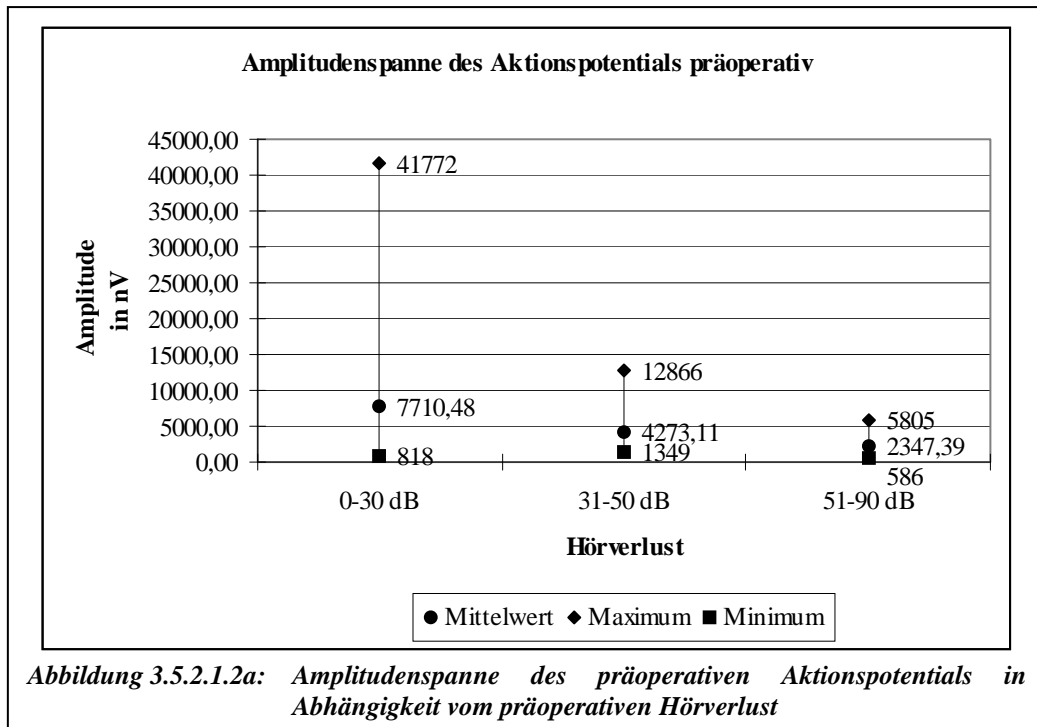 Amplitudenspanne des Aktionspotentials präoperativ
45000,00
40000,00
35000,00
30000,00
25000,00
20000,00
15000,00
10000,00
5000,00
0,00
Amplitude
in nV
41772
7710,48
818
12866
4273,11
1349
5805
2347,39
586
0-30 dB
31-50 dB
51-90 dB
Hörverlust
Mittelwert Maximum Minimum
Abbildung 3.5.2.1.2a: Amplitudenspanne des präoperativen Aktionspotentials in
Abhängigkeit vom präoperativen Hörverlust